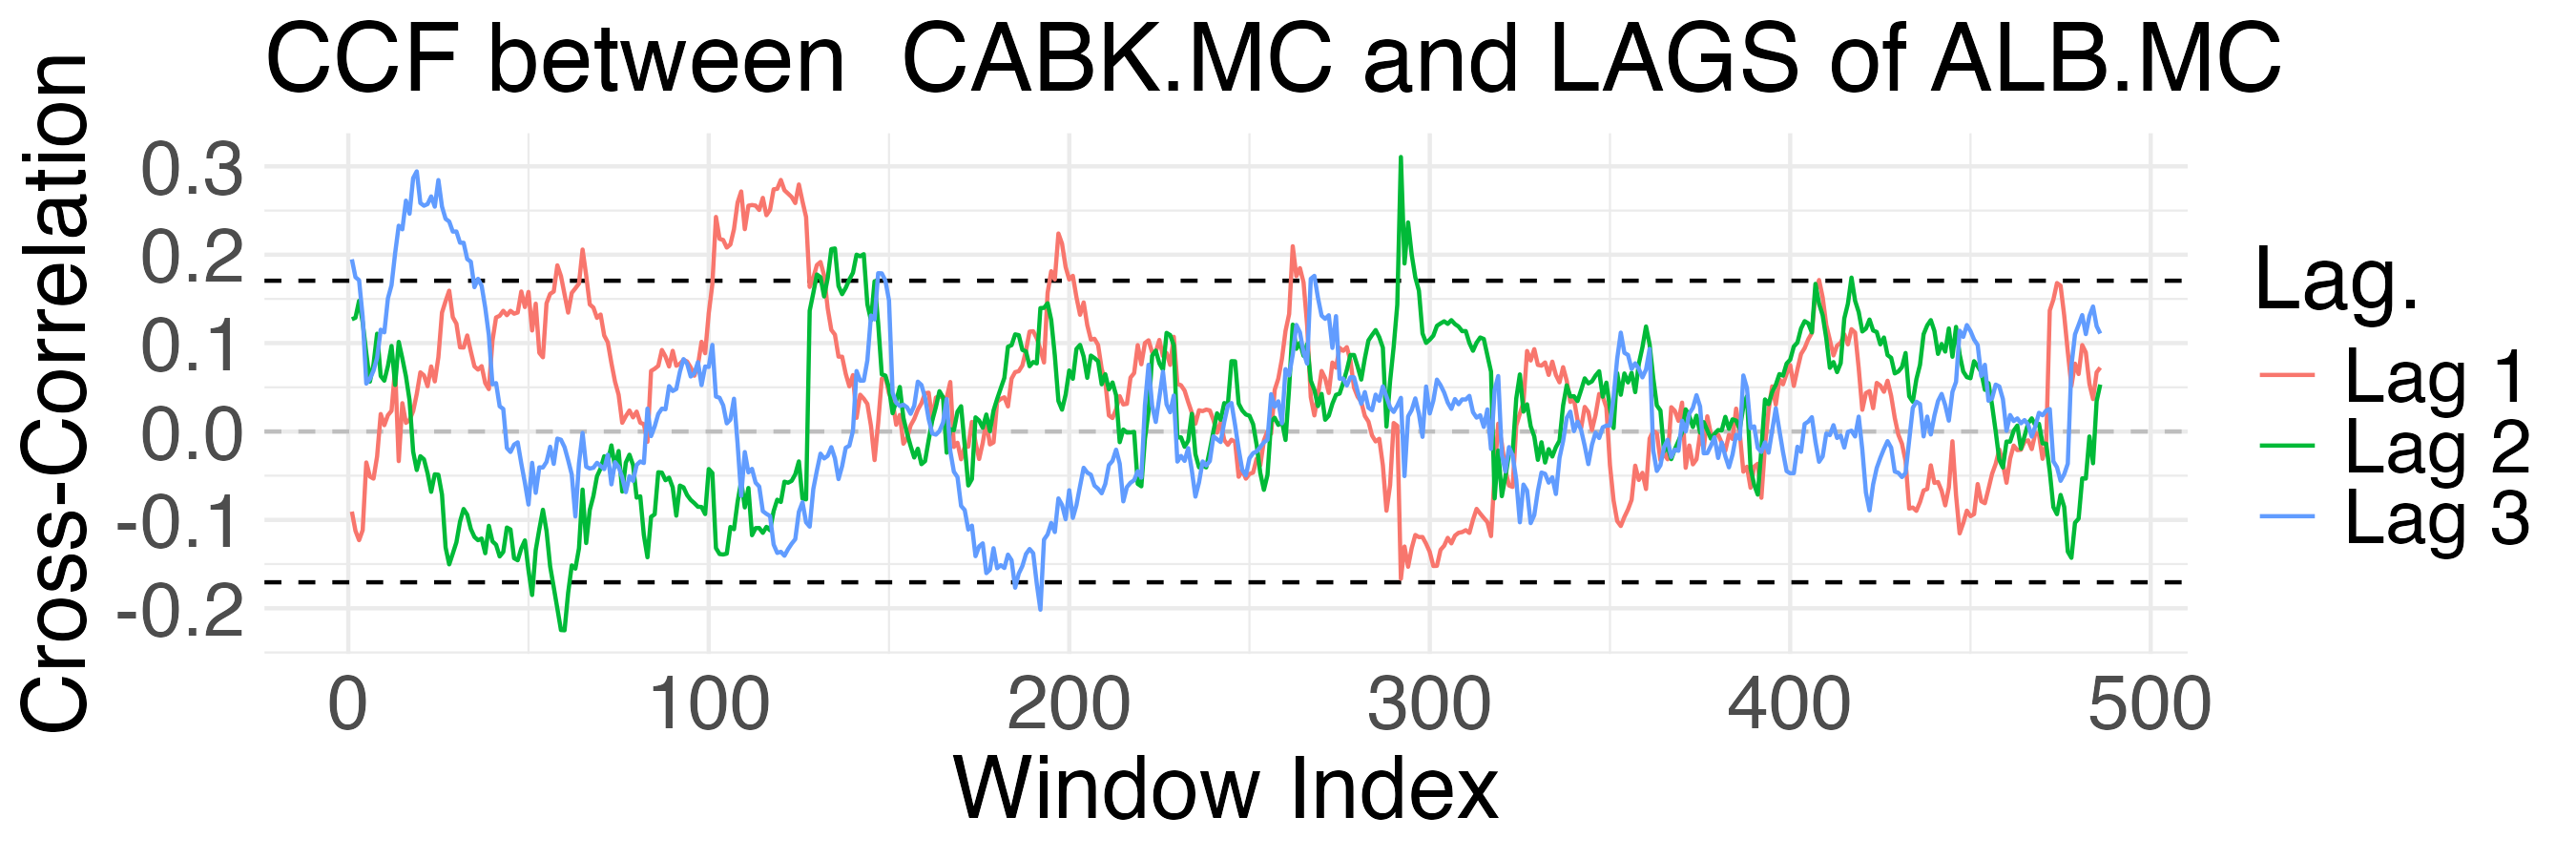 CCF between  CABK.MC and LAGS of ALB.MC
Cross-Correlation
0.3
0.2
0.1
0.0
-0.1
-0.2
0 100 200 300 400 500
Window Index
Lag.
Lag 1
Lag 2
Lag 3